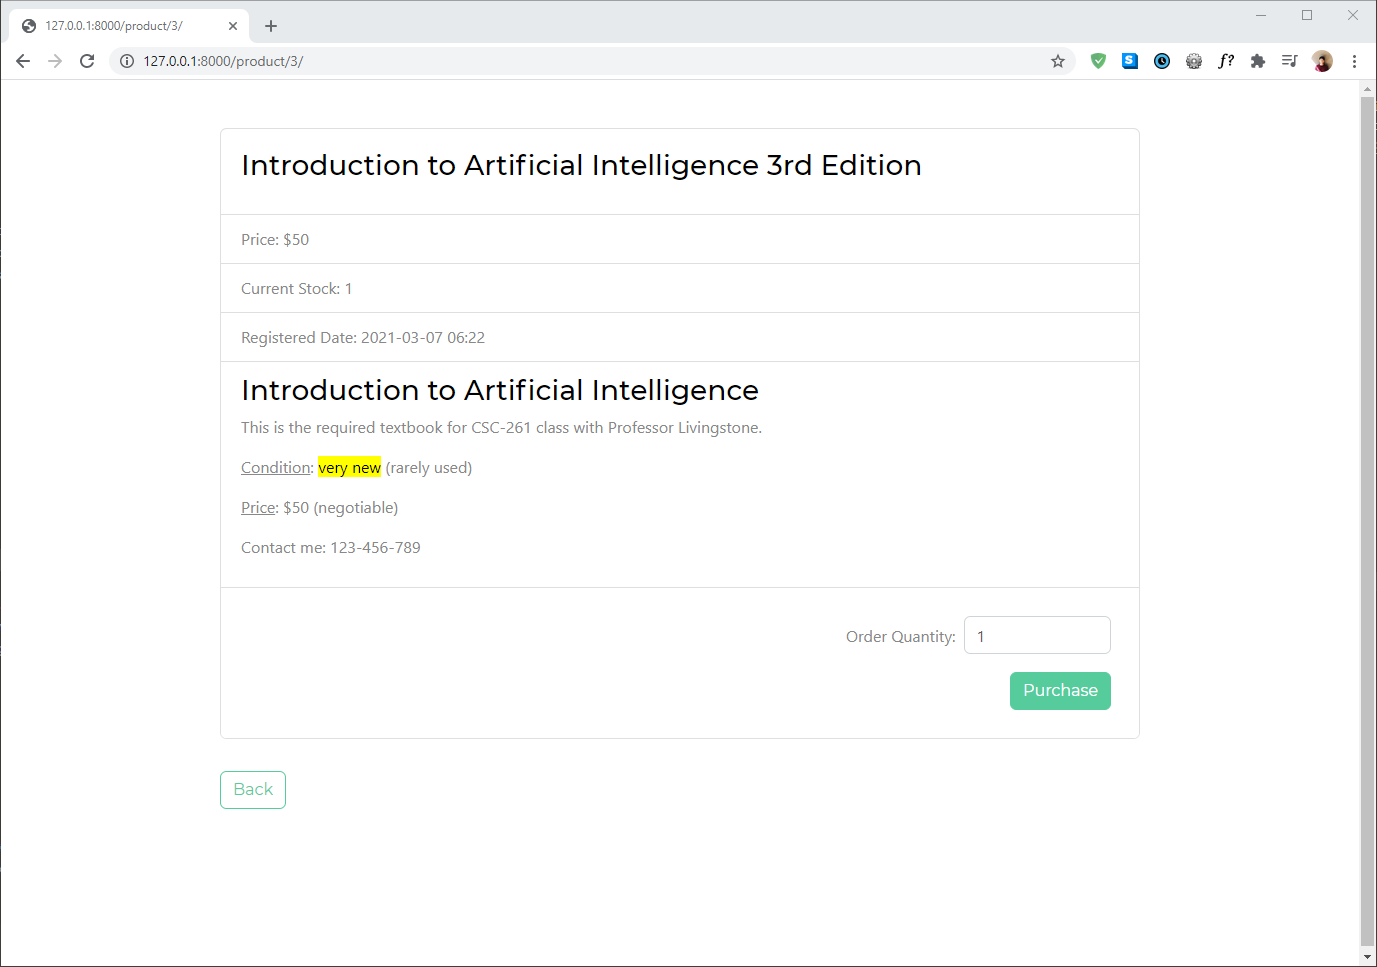 127.0.0.1:8000/product/3/
127.0.0.1:8000/product/3/
S
f?
Introduction to Artificial Intelligence 3rd Edition
Price: $50
Current Stock: 1
Registered Date: 2021-03-07 06:22
Introduction to Artificial Intelligence
This is the required textbook for CSC-261 class with Professor Livingstone.
Condition: very new (rarely used)
Price: $50 (negotiable)
Contact me: 123-456-789
Order Quantity: 1
Purchase
Back